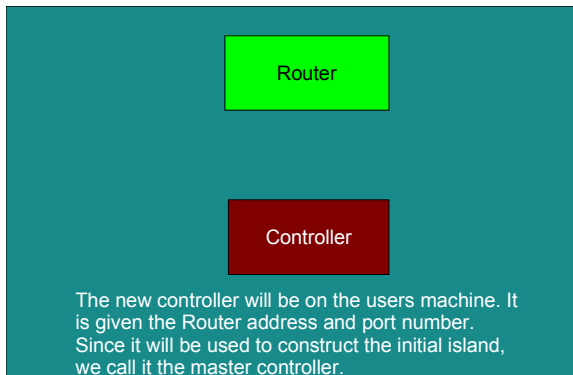 Router
Controller
The new controller will be on the users machine. It
is given the Router address and port number.
Since it will be used to construct the initial island,
we call it the master controller.